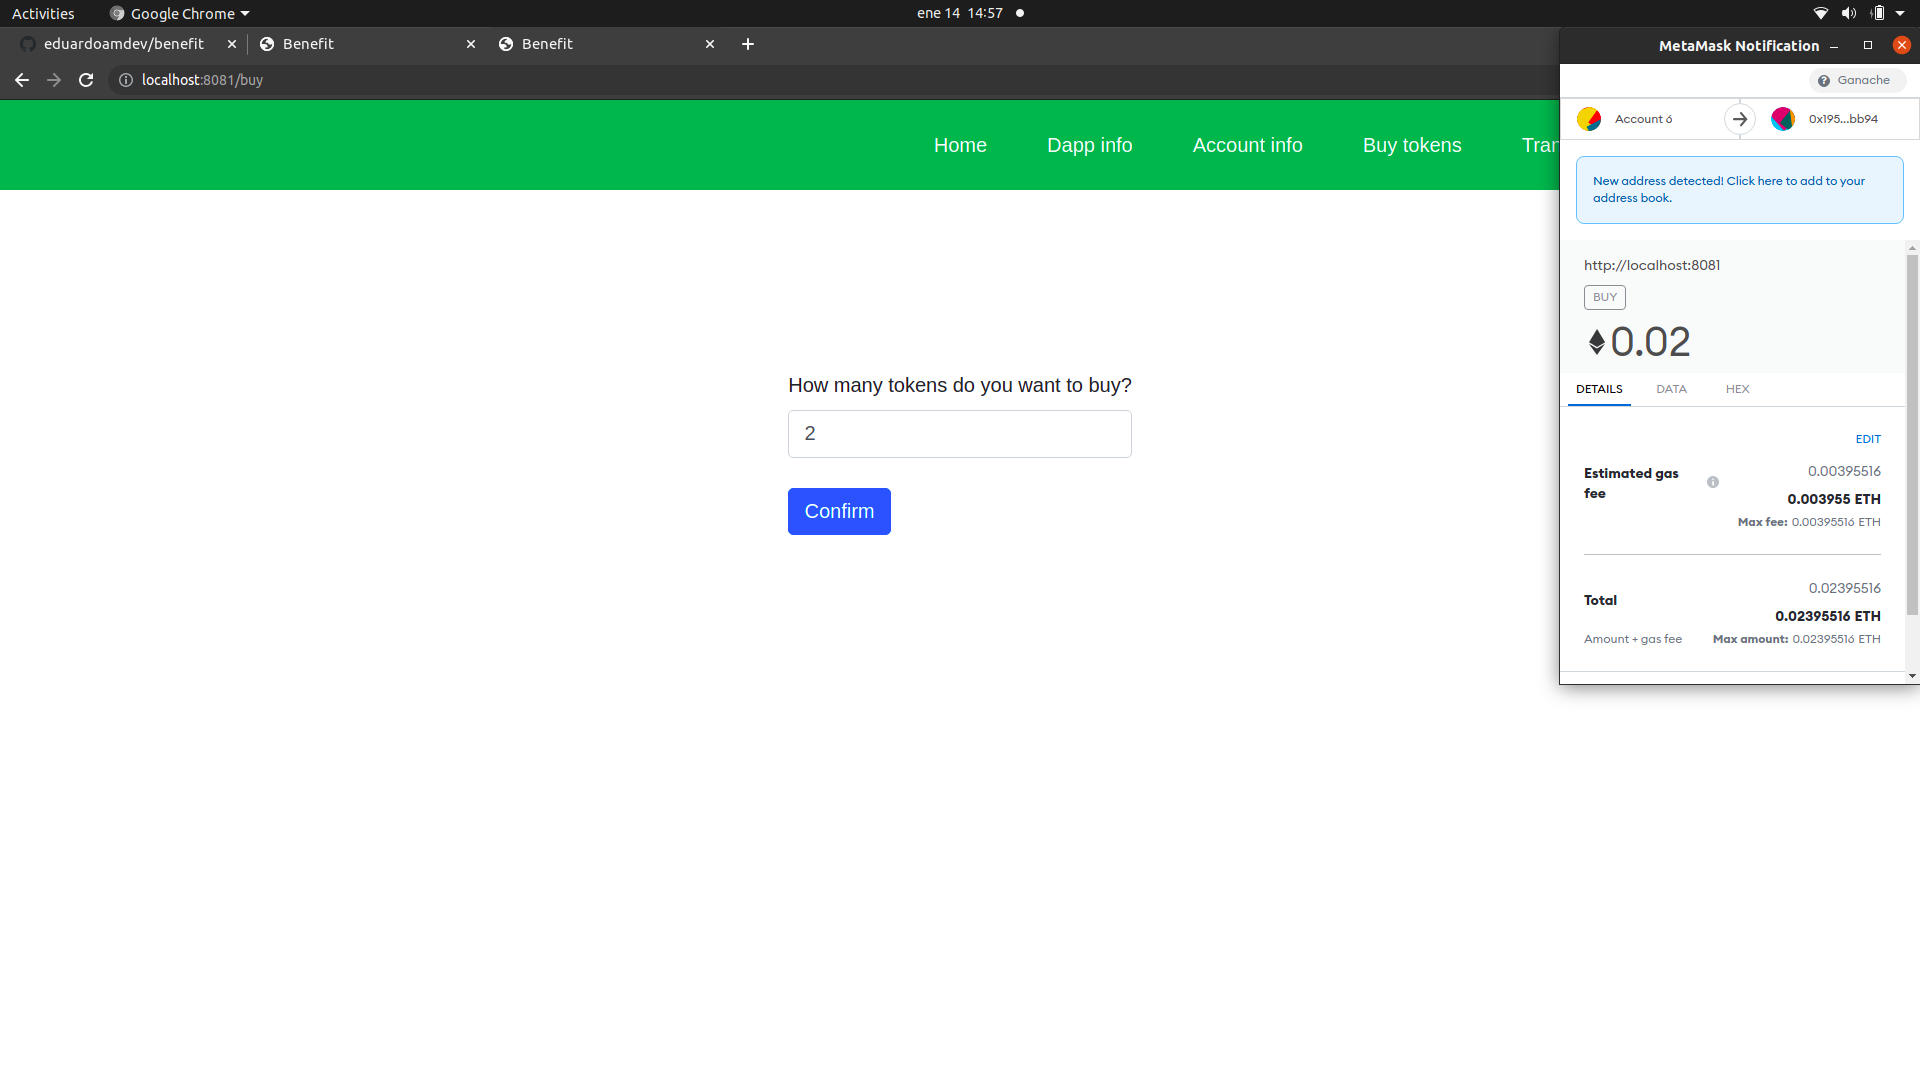 Activities
Google Chrome
ene 14 14:57
eduardoamdev/benefit
Benefit
Benefit
localhost:8081/buy
Home
Dapp info
Account info
Buy tokens
Tran
How many tokens do you want to buy?
2
Confirm
MetaMask Notification
Ganache
Account 6
0x195...bb94
New address detected! Click here to add to your
address book.
http://localhost:8081
BUY
0.02
DETAILS
DATA
HEX
EDIT
Estimated gas
fee
0.00395516
0.003955 ETH
Max fee: 0.00395516 ETH
Total
0.02395516
0.02395516 ETH
Amount + gas fee
Max amount: 0.02395516 ETH